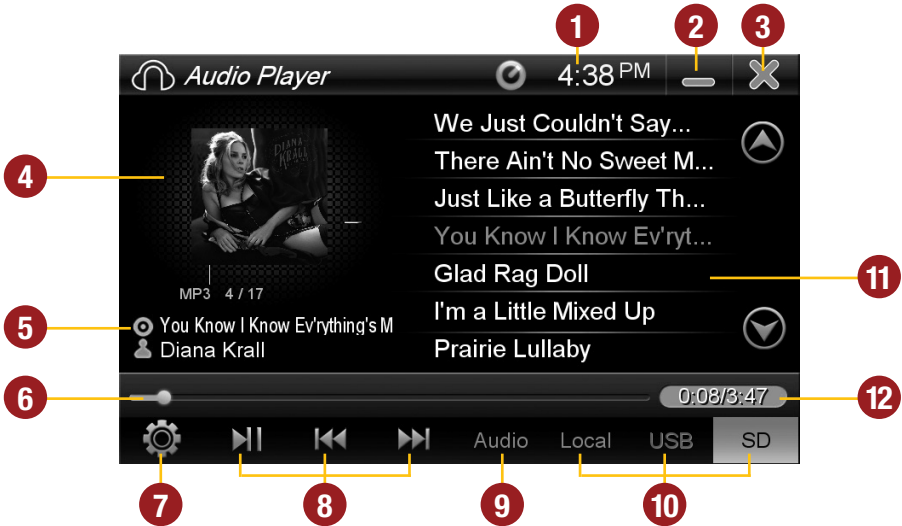 1
2
3
Audio Player
4:38 PM
DIANA KRALL
We Just Couldn't Say...
There Ain't No Sweet M...
Just Like a Butterfly Th...
You Know I Know Ev'ryt...
Glad Rag Doll
I'm a Little Mixed Up
Prairie Lullaby
4
MP3 4 / 17
5
You Know I Know Ev'rything's M
Diana Krall
11
6
0:08/3:47
12
Audio
Local
USB
SD
7
8
9
10